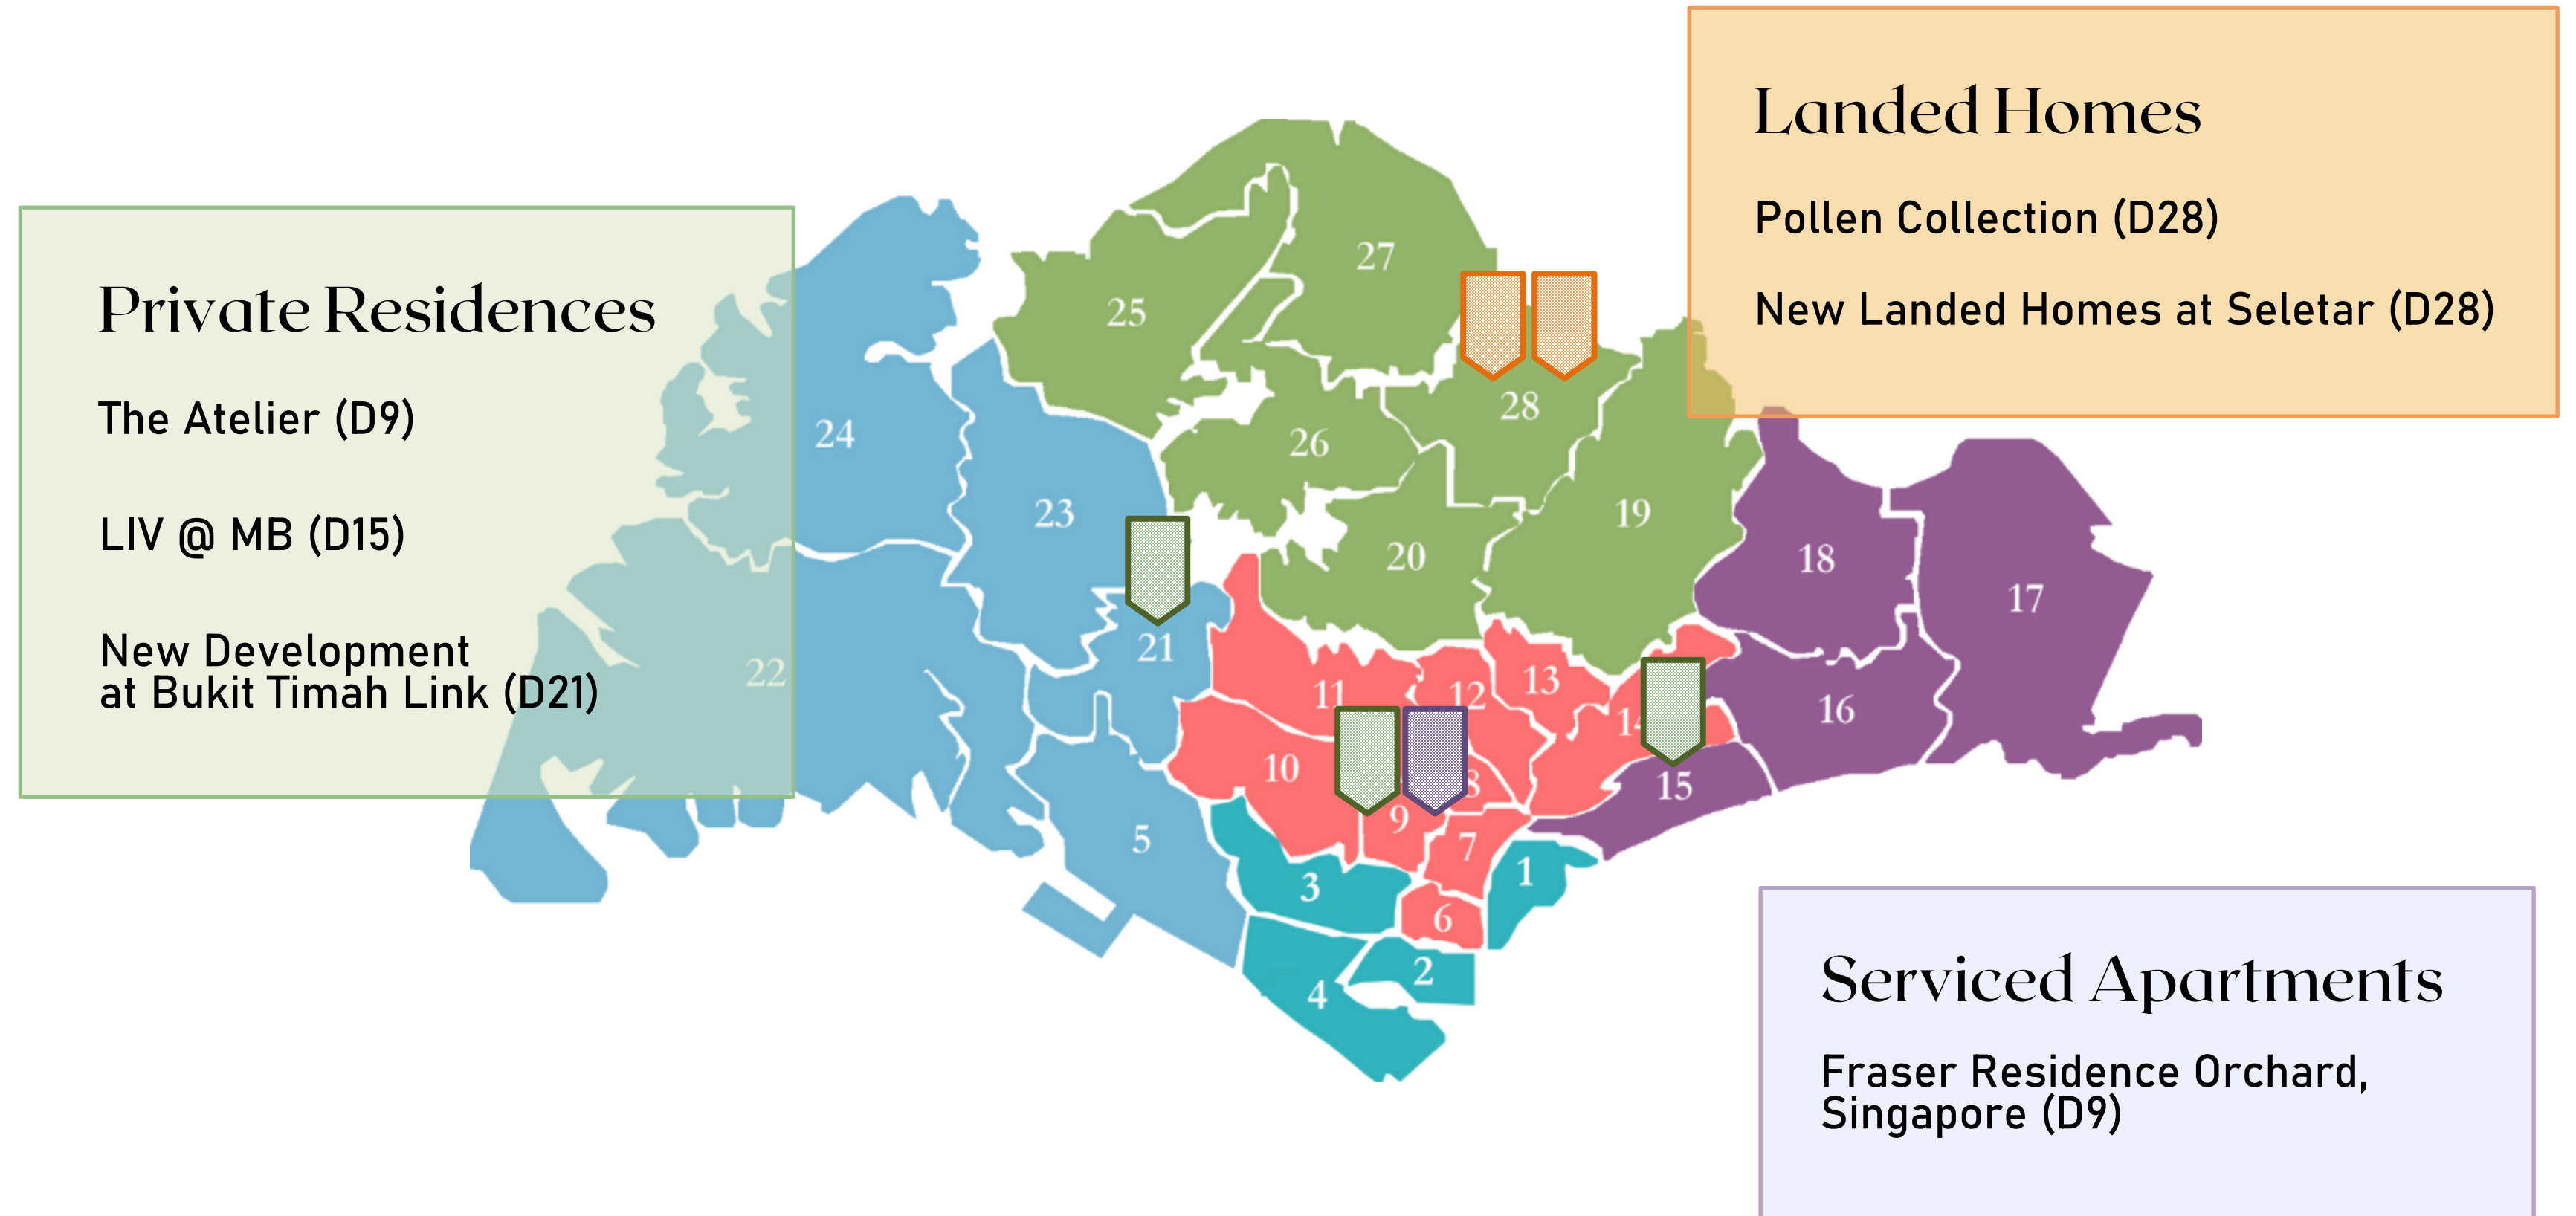 Landed Homes
Pollen Collection (D28)
New Landed Homes at Seletar (D28)
Private Residences
The Atelier (D9)
LIV @ MB (D15)
New Development
at Bukit Timah Link (D21)
27
25
28
24
26
23
19
20
18
17
21
22
11
12
13
14
16
10
8
15
9
5
7
1
3
6
2
4
Serviced Apartments
Fraser Residence Orchard,
Singapore (D9)